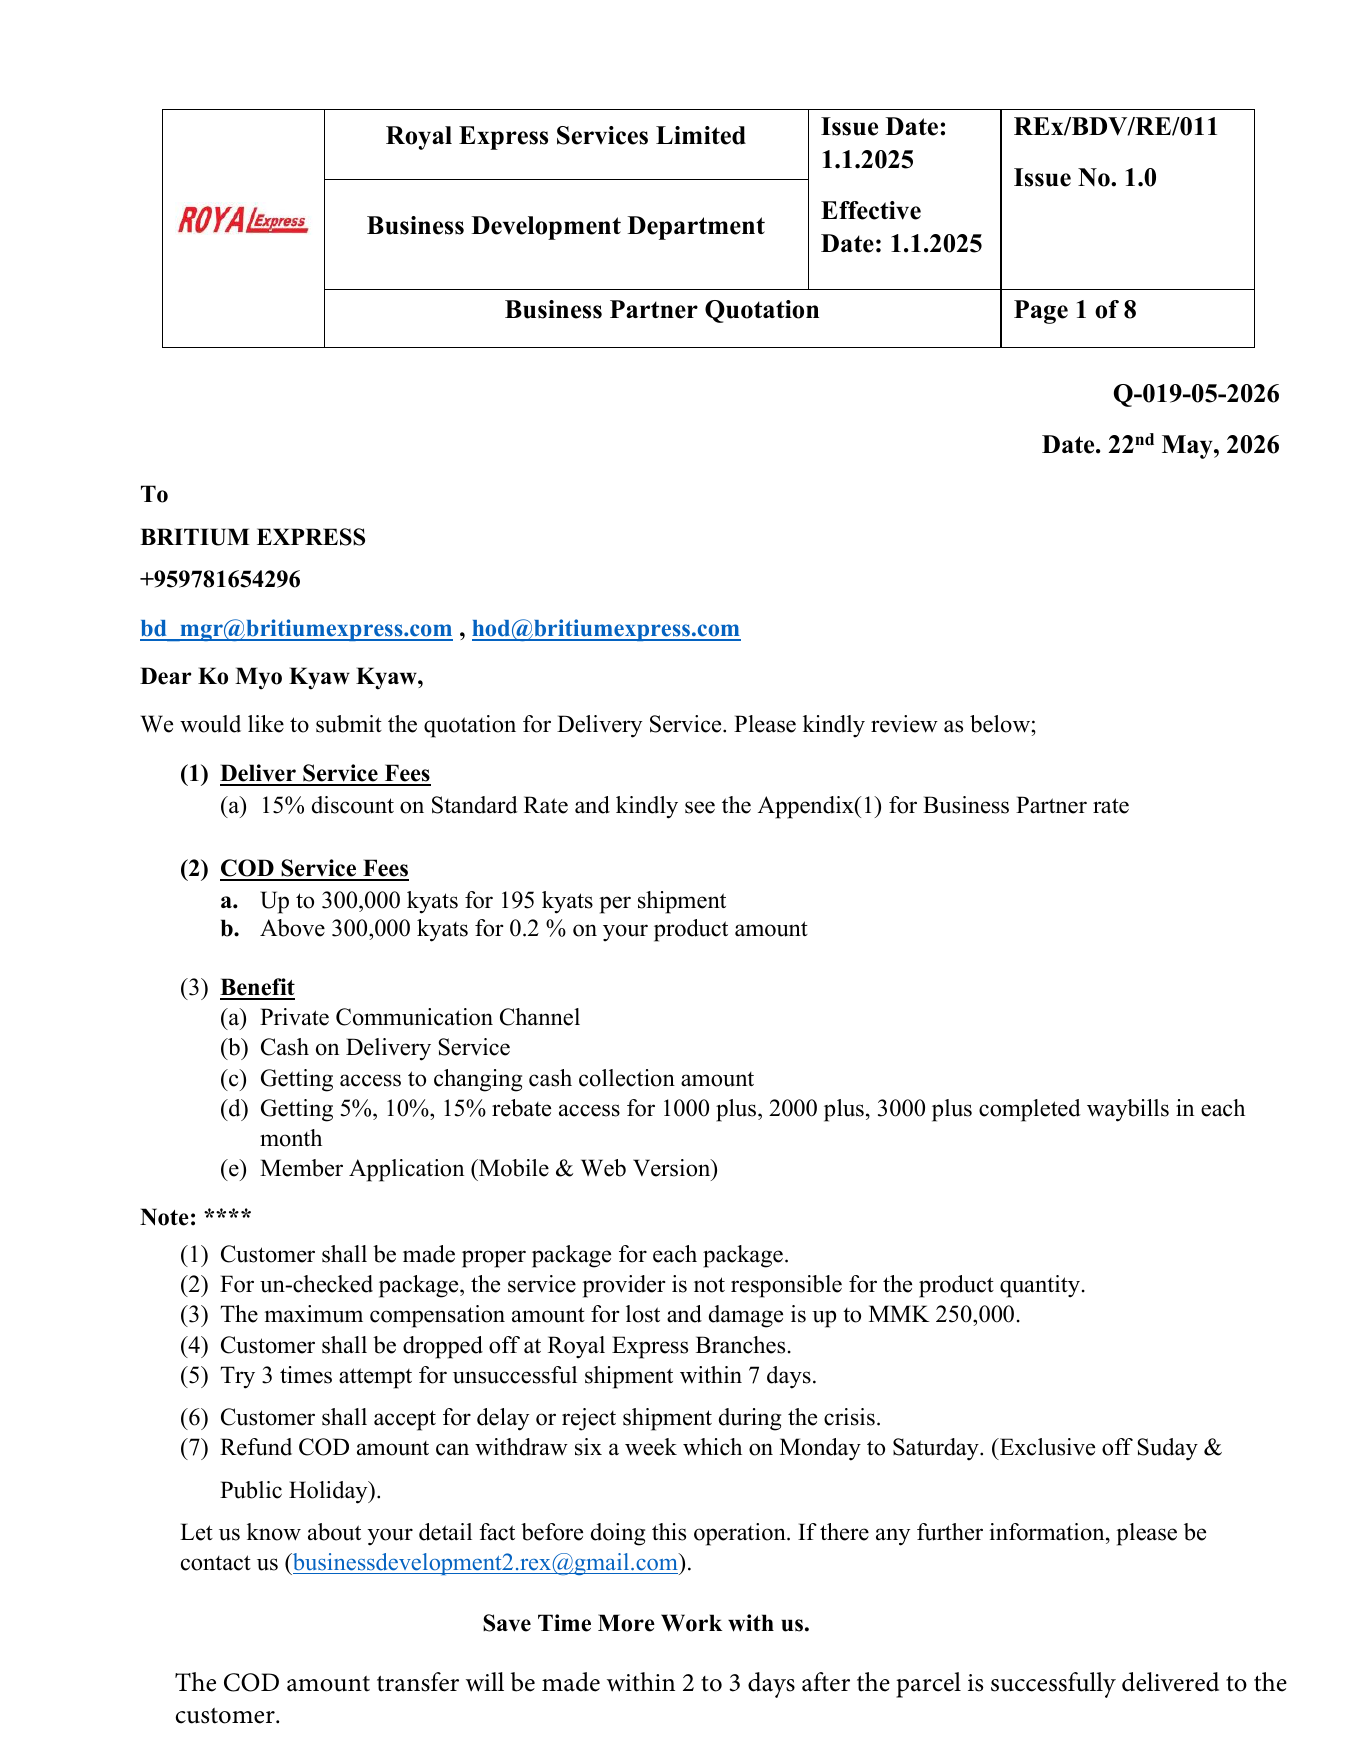 ROYAL Express
Royal Express Services Limited
Business Development Department
Issue Date:
1.1.2025
Effective
Date: 1.1.2025
REx/BDV/RE/011
Issue No. 1.0
Business Partner Quotation
Page 1 of 8
Q-019-05-2026
Date. 22nd May, 2026
To
BRITIUM EXPRESS
+959781654296
bd_mgr@britiumexpress.com , hod@britiumexpress.com
Dear Ko Myo Kyaw Kyaw,
We would like to submit the quotation for Delivery Service. Please kindly review as below;
(1) Deliver Service Fees
(a) 15% discount on Standard Rate and kindly see the Appendix(1) for Business Partner rate
(2) COD Service Fees
a. Up to 300,000 kyats for 195 kyats per shipment
b. Above 300,000 kyats for 0.2 % on your product amount
(3) Benefit
(a) Private Communication Channel
(b) Cash on Delivery Service
(c) Getting access to changing cash collection amount
(d) Getting 5%, 10%, 15% rebate access for 1000 plus, 2000 plus, 3000 plus completed waybills in each
month
(e) Member Application (Mobile & Web Version)
Note: ****
(1) Customer shall be made proper package for each package.
(2) For un-checked package, the service provider is not responsible for the product quantity.
(3) The maximum compensation amount for lost and damage is up to MMK 250,000.
(4) Customer shall be dropped off at Royal Express Branches.
(5) Try 3 times attempt for unsuccessful shipment within 7 days.
(6) Customer shall accept for delay or reject shipment during the crisis.
(7) Refund COD amount can withdraw six a week which on Monday to Saturday. (Exclusive off Suday &
Public Holiday).
Let us know about your detail fact before doing this operation. If there any further information, please be
contact us (businessdevelopment2.rex@gmail.com).
Save Time More Work with us.
The COD amount transfer will be made within 2 to 3 days after the parcel is successfully delivered to the
customer.